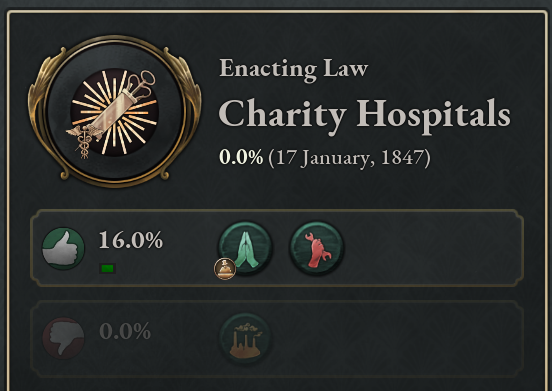 Enacting Law
Charity Hospitals
0.0% (17 January, 1847)
16.0%
0.0%